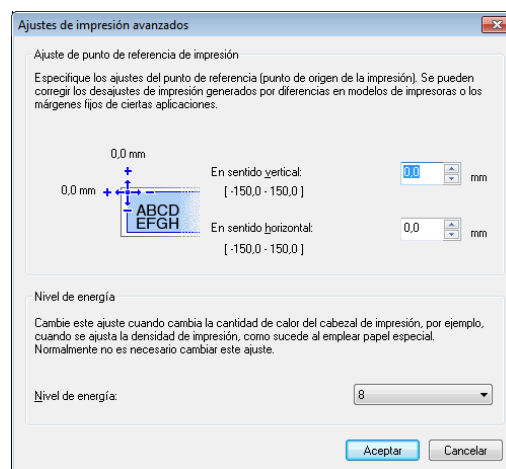 Ajustes de impresión avanzados
Ajuste de punto de referencia de impresión
Especifique los ajustes del punto de referencia (punto de origen de la impresión). Se pueden
corregir los desajustes de impresión generados por diferencias en modelos de impresoras o los
márgenes fijos de ciertas aplicaciones.
0,0 mm
0,0 mm
ABCD
EFGH
En sentido vertical:
0,0
mm
[ -150,0 - 150,0 ]
En sentido horizontal:
0,0
mm
[ -150,0 - 150,0 ]
Nivel de energía
Cambie este ajuste cuando cambia la cantidad de calor del cabezal de impresión, por ejemplo,
cuando se ajusta la densidad de impresión, como sucede al emplear papel especial.
Normalmente no es necesario cambiar este ajuste.
Nivel de energía:
8
Aceptar
Cancelar